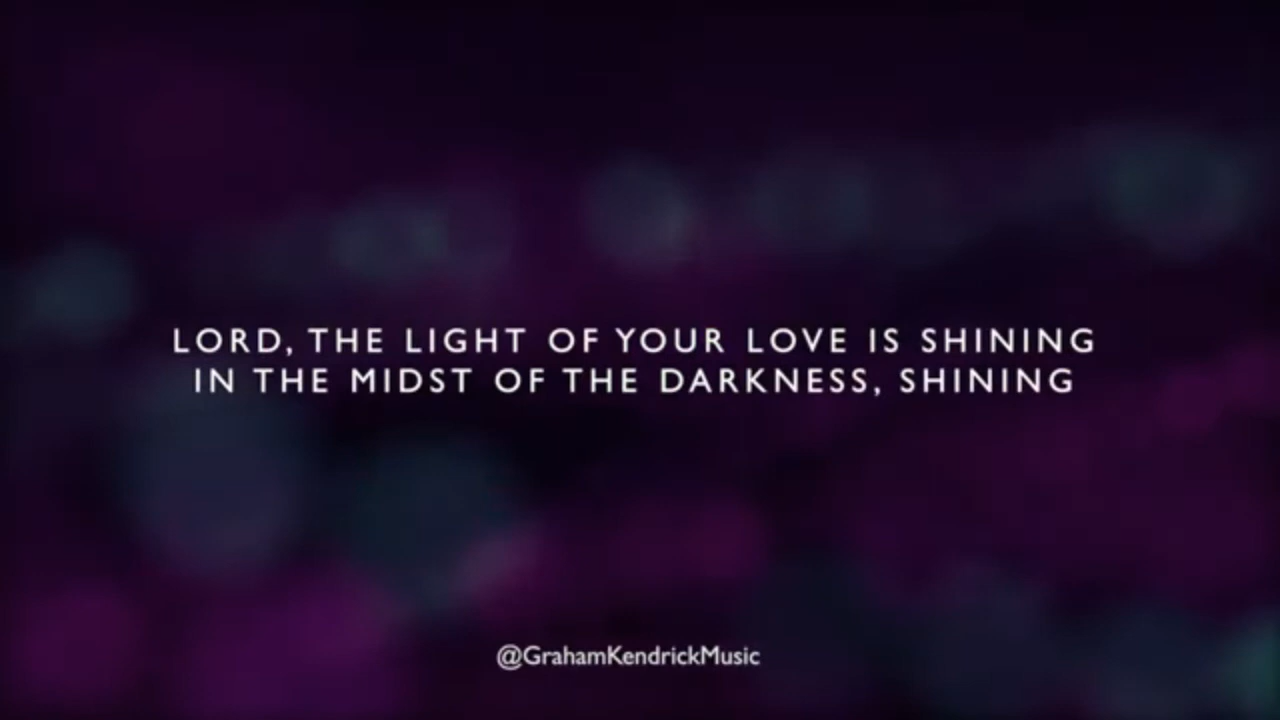 LORD, THE LIGHT OF YOUR LOVE IS SHINING
IN THE MIDST OF THE DARKNESS, SHINING
@GrahamKendrickMusic